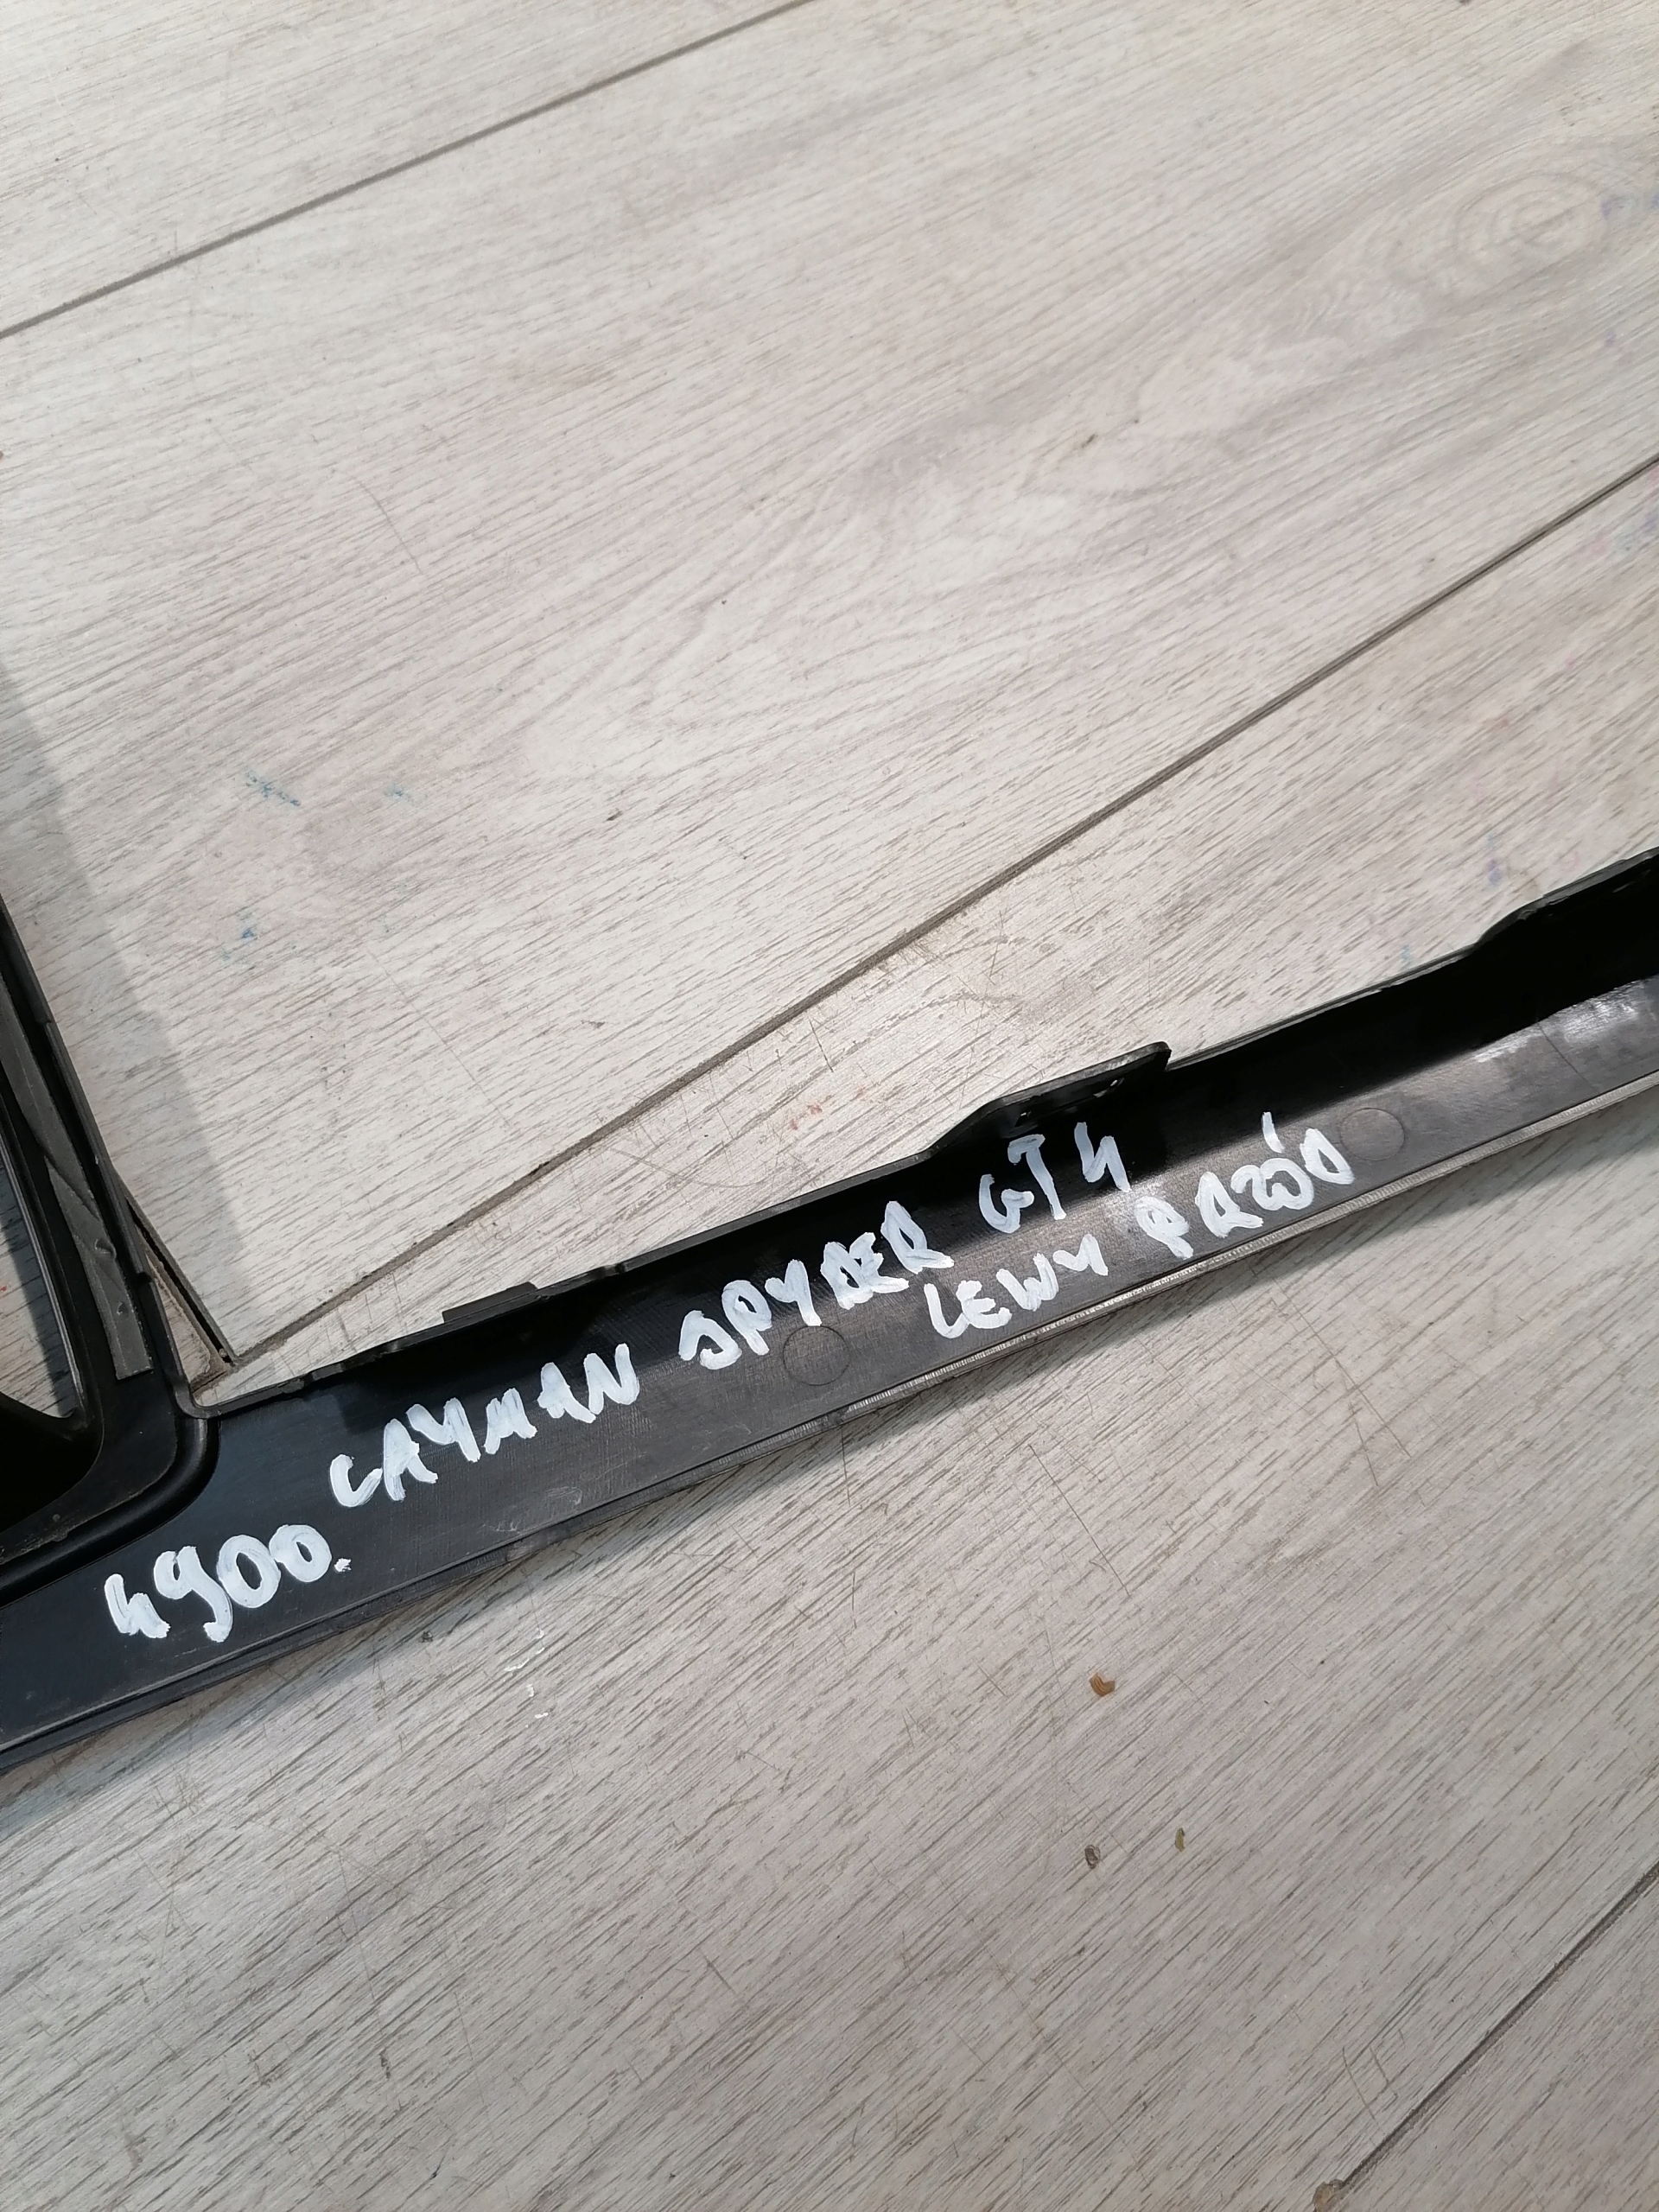 4900. CAYMAN SPYDER GT4
LEWY PRZÓD